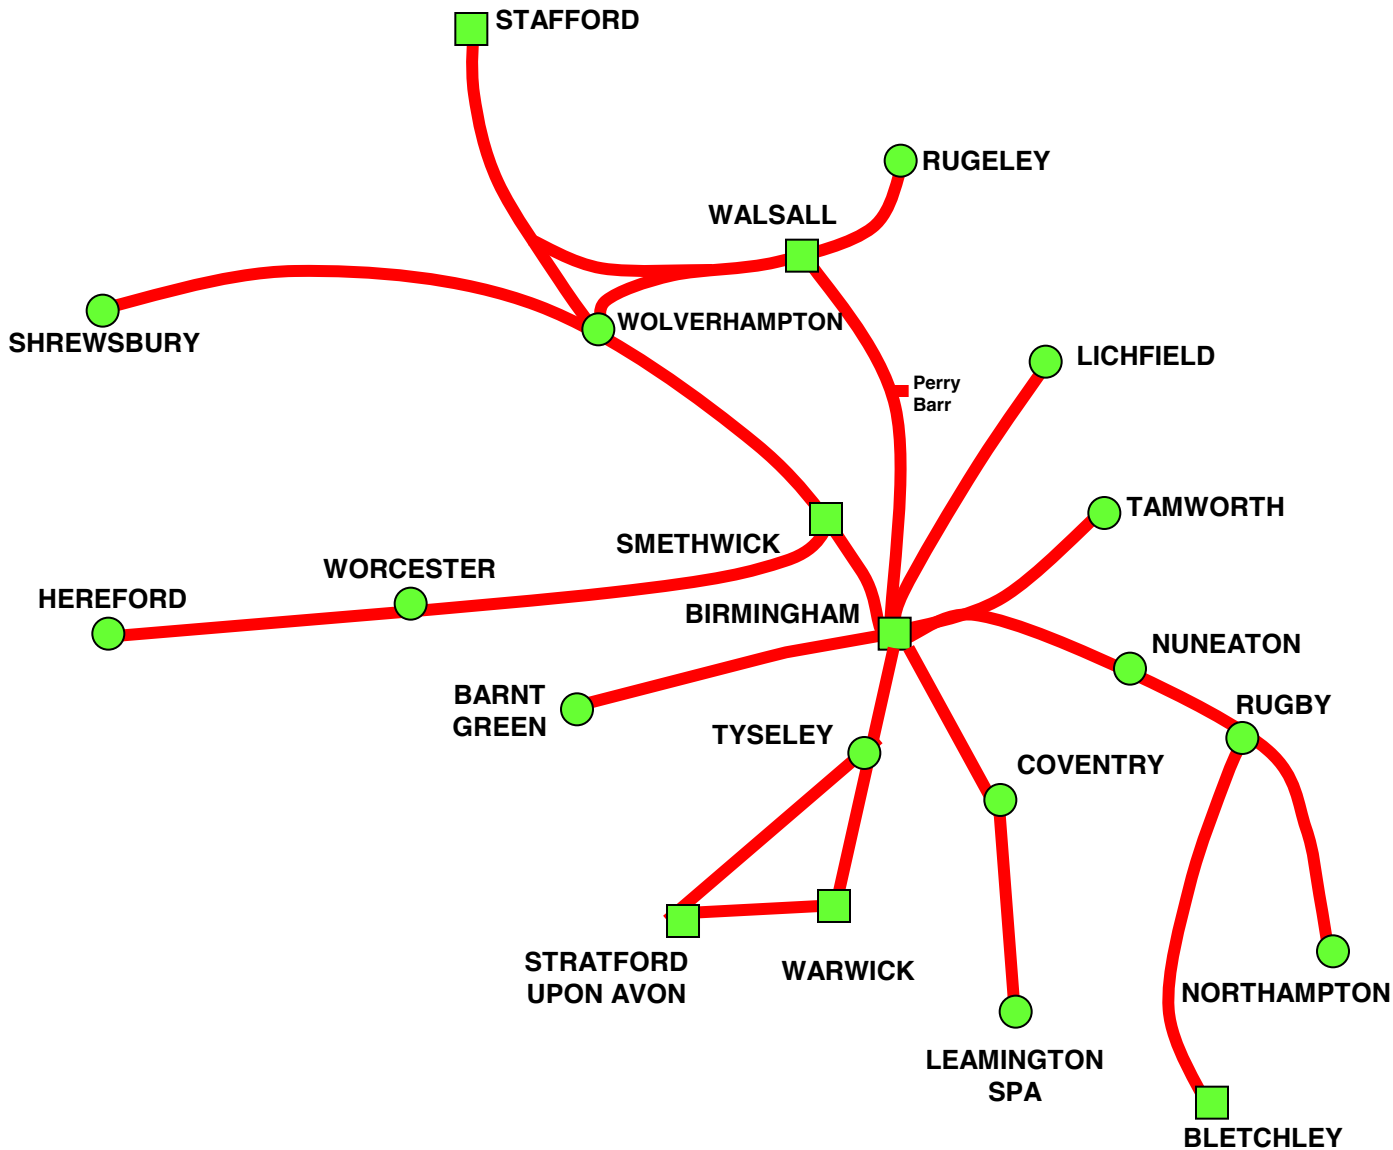 STAFFORD
RUGELEY
WALSALL
WOLVERHAMPTON
SHREWSBURY
LICHFIELD
Perry
Barr
TAMWORTH
SMETHWICK
WORCESTER
HEREFORD
BIRMINGHAM
NUNEATON
BARNT
GREEN
RUGBY
TYSELEY
COVENTRY
STRATFORD
UPON AVON
WARWICK
NORTHAMPTON
LEAMINGTON
SPA
BLETCHLEY